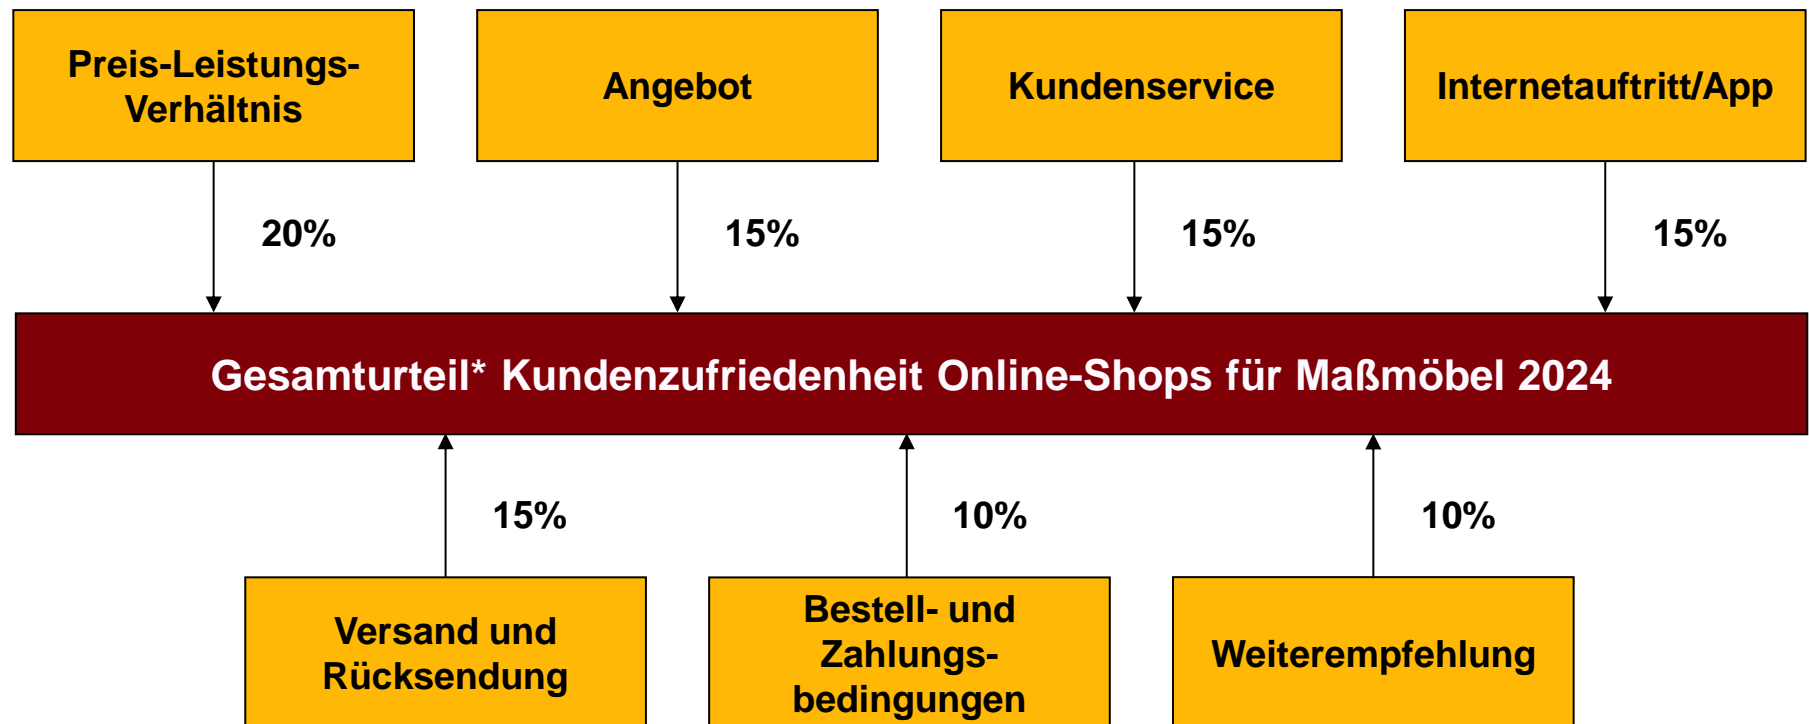 Preis-Leistungs-
Verhältnis
Angebot
Kundenservice
Internetauftritt/App
20%
15%
15%
15%
Gesamturteil* Kundenzufriedenheit Online-Shops für Maßmöbel 2024
15%
10%
10%
Versand und
Rücksendung
Bestell- und
Zahlungs-
bedingungen
Weiterempfehlung